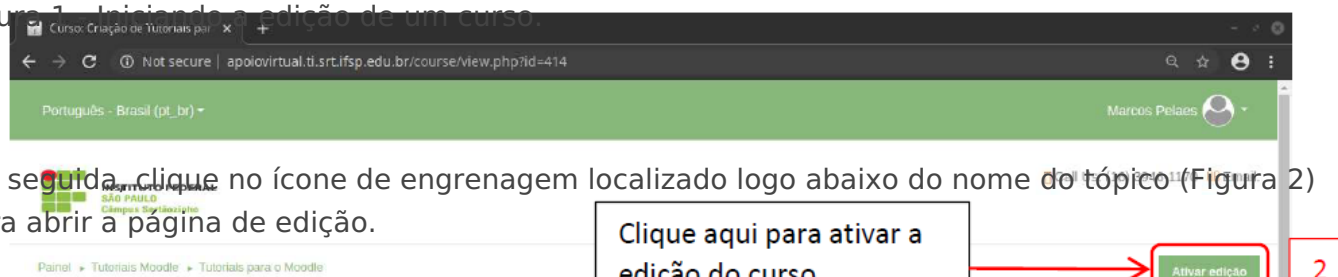 ura 1 - Iniciando a edição de um curso.
Curso: Criação de Tutoriais par
Not secure | apoiovirtual.ti.srt.ifsp.edu.br/course/view.php?id=414
Português - Brasil (pt_br)
Marcos Pelaes
seguida, clique no ícone de engrenagem localizado logo abaixo do nome do tópico (Figura 2)
INSTITUTO FEDERAL
SÃO PAULO
Câmpus Sertãozinho
ra abrir a página de edição.
Clique aqui para ativar a
edição do curso
Painel ▸ Tutoriais Moodle ▸ Tutoriais para o Moodle
Ativar edição
2